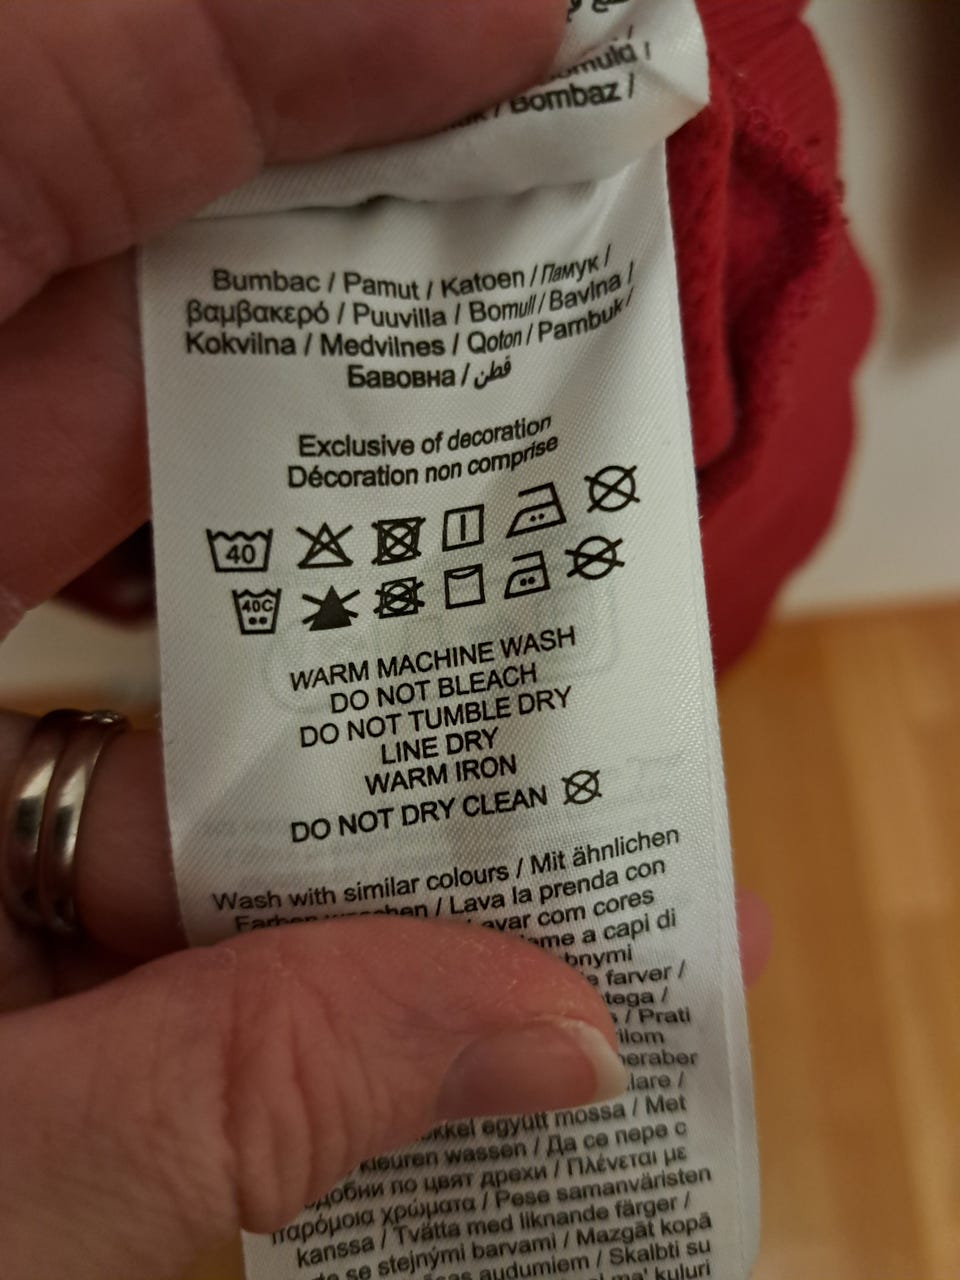 / Bombaz /
Bumbac / Pamut / Katoen / Памук /
βαμβακερό / Puuvilla / Bomull / Bavlna /
Kokvilna / Medvilnes / Qoton / Pambuk /
Бавовна / قطن
Exclusive of decoration
Décoration non comprise
40
40C
WARM MACHINE WASH
DO NOT BLEACH
DO NOT TUMBLE DRY
LINE DRY
WARM IRON
DO NOT DRY CLEAN
Wash with similar colours / Mit ähnlichen
Farben / Lava la prenda con
com cores
a capi di
farver /
/
/ Prati
/
együtt mossa / Met
kleuren wassen / Да се пере с
по цвят дрехи / Πλένεται με
παρόμοια χρώματα / Pese samanväristen
kanssa / Tvätta med liknande färger /
se stejnými barvami / Mazgāt kopā
audumiem / Skalbti su
kuluri